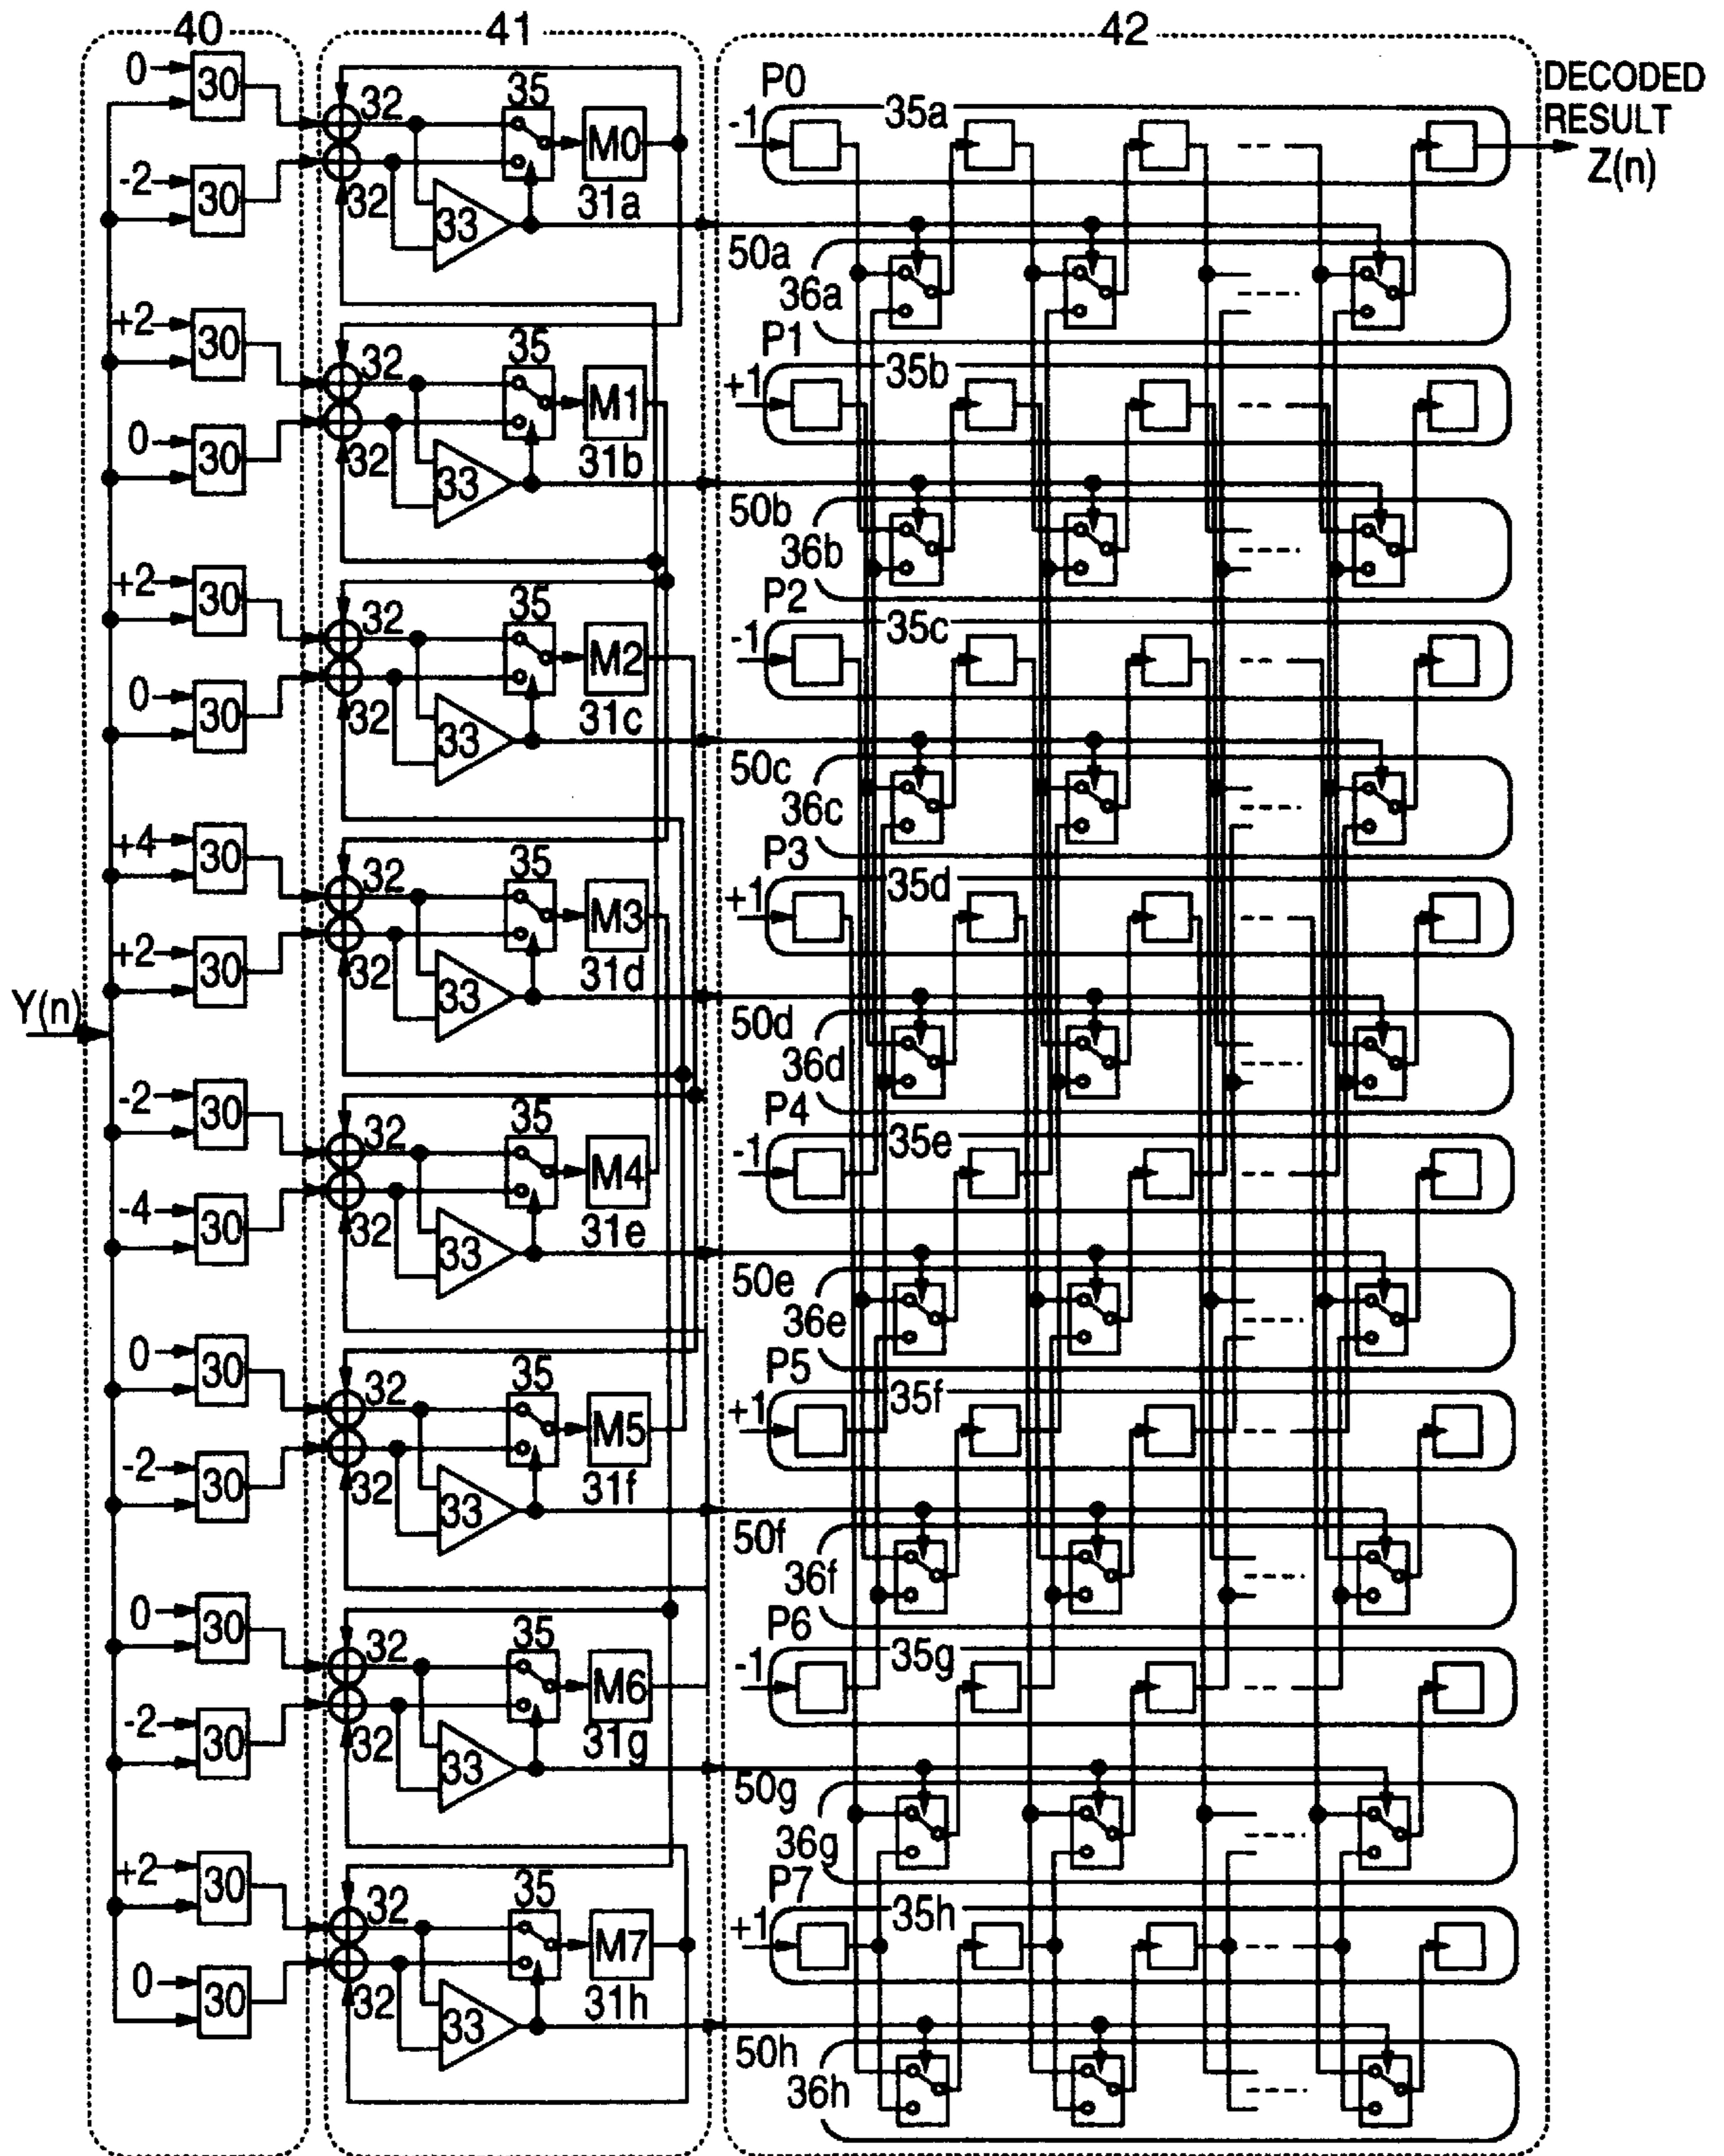 40 41 42
0 30 32 35 M0 P0 -1 35a DECODED
RESULT
Z(n)
-2 30 32 33 31a
50a 36a
+2 30 32 35 M1 P1 +1 35b
0 30 32 33 31b
50b 36b
+2 30 32 35 M2 P2 -1 35c
0 30 32 33 31c
50c 36c
+4 30 32 35 M3 P3 +1 35d
+2 30 32 33 31d
Y(n)
50d 36d
-2 30 32 35 M4 P4 -1 35e
-4 30 32 33 31e
50e 36e
0 30 32 35 M5 P5 +1 35f
-2 30 32 33 31f
50f 36f
0 30 32 35 M6 P6 -1 35g
-2 30 32 33 31g
50g 36g
+2 30 32 35 M7 P7 +1 35h
0 30 32 33 31h
50h 36h